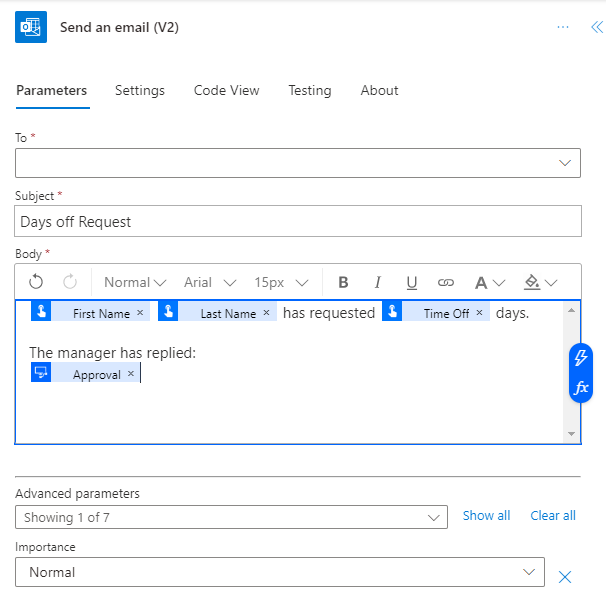 Send an email (V2)
Parameters Settings Code View Testing About
To *
Subject *
Days off Request
Body *
Normal Arial 15px B I U A
First Name × Last Name × has requested Time Off × days.
The manager has replied:
Approval ×
fx
Advanced parameters
Showing 1 of 7 Show all Clear all
Importance
Normal